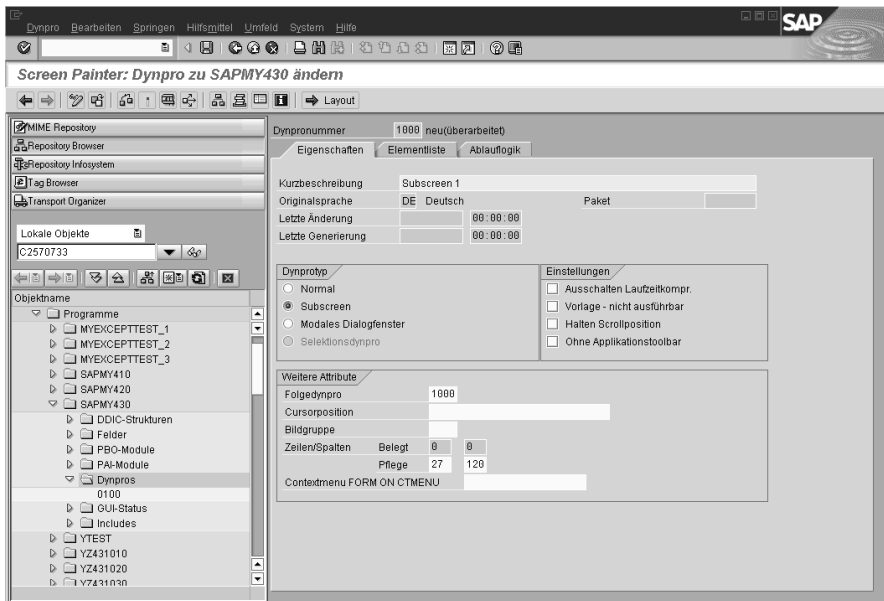 Dynpro Bearbeiten Springen Hilfsmittel Umfeld System Hilfe
SAP
Screen Painter: Dynpro zu SAPMY430 ändern
Layout
MIME Repository
Repository Browser
Repository Infosystem
Tag Browser
Transport Organizer
Lokale Objekte
C2570733
Objektname
Programme
MYEXCEPTTEST_1
MYEXCEPTTEST_2
MYEXCEPTTEST_3
SAPMY410
SAPMY420
SAPMY430
DDIC-Strukturen
Felder
PBO-Module
PAI-Module
Dynpros
0100
GUI-Status
Includes
YTEST
YZ431010
YZ431020
YZ431030
Dynpronummer 1000 neu(überarbeitet)
Eigenschaften Elementliste Ablauflogik
Kurzbeschreibung Subscreen 1
Originalsprache DE Deutsch Paket
Letzte Änderung 00:00:00
Letzte Generierung 00:00:00
Dynprotyp
Normal
Subscreen
Modales Dialogfenster
Selektionsdynpro
Einstellungen
Ausschalten Laufzeitkompr.
Vorlage - nicht ausführbar
Halten Scrollposition
Ohne Applikationstoolbar
Weitere Attribute
Folgedynpro 1000
Cursorposition
Bildgruppe
Zeilen/Spalten Belegt 0 0
Pflege 27 120
Contextmenu FORM ON CTMENU